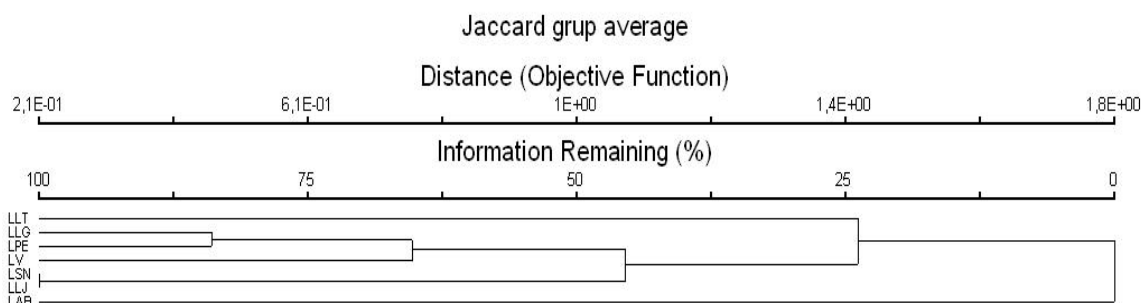 Jaccard grup average
Distance (Objective Function)
2,1E-01 6,1E-01 1E+00 1,4E+00 1,8E+00
Information Remaining (%)
100 75 50 25 0
LLT
LLG
LPE
LV
LSN
LLJ
LAB